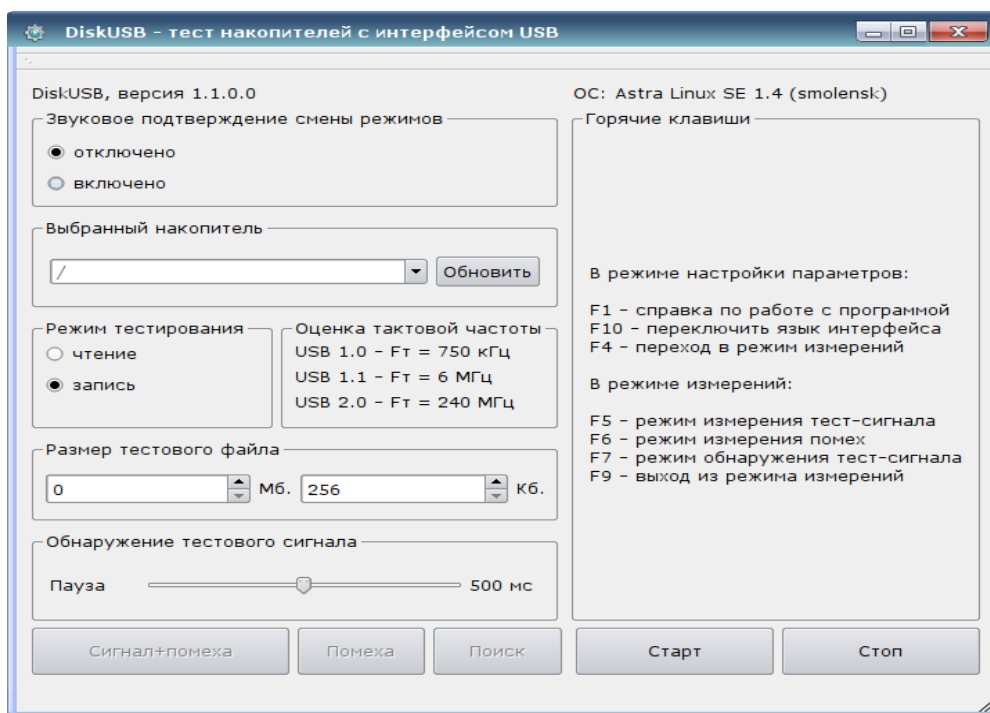 DiskUSB - тест накопителей с интерфейсом USB
DiskUSB, версия 1.1.0.0
ОС: Astra Linux SE 1.4 (smolensk)
Звуковое подтверждение смены режимов
отключено
включено
Выбранный накопитель
/
Обновить
Режим тестирования
чтение
запись
Оценка тактовой частоты
USB 1.0 - Fт = 750 кГц
USB 1.1 - Fт = 6 МГц
USB 2.0 - Fт = 240 МГц
Размер тестового файла
0 Мб. 256 Кб.
Обнаружение тестового сигнала
Пауза 500 мс
Горячие клавиши
В режиме настройки параметров:
F1 - справка по работе с программой
F10 - переключить язык интерфейса
F4 - переход в режим измерений
В режиме измерений:
F5 - режим измерения тест-сигнала
F6 - режим измерения помех
F7 - режим обнаружения тест-сигнала
F9 - выход из режима измерений
Сигнал+помеха
Помеха
Поиск
Старт
Стоп